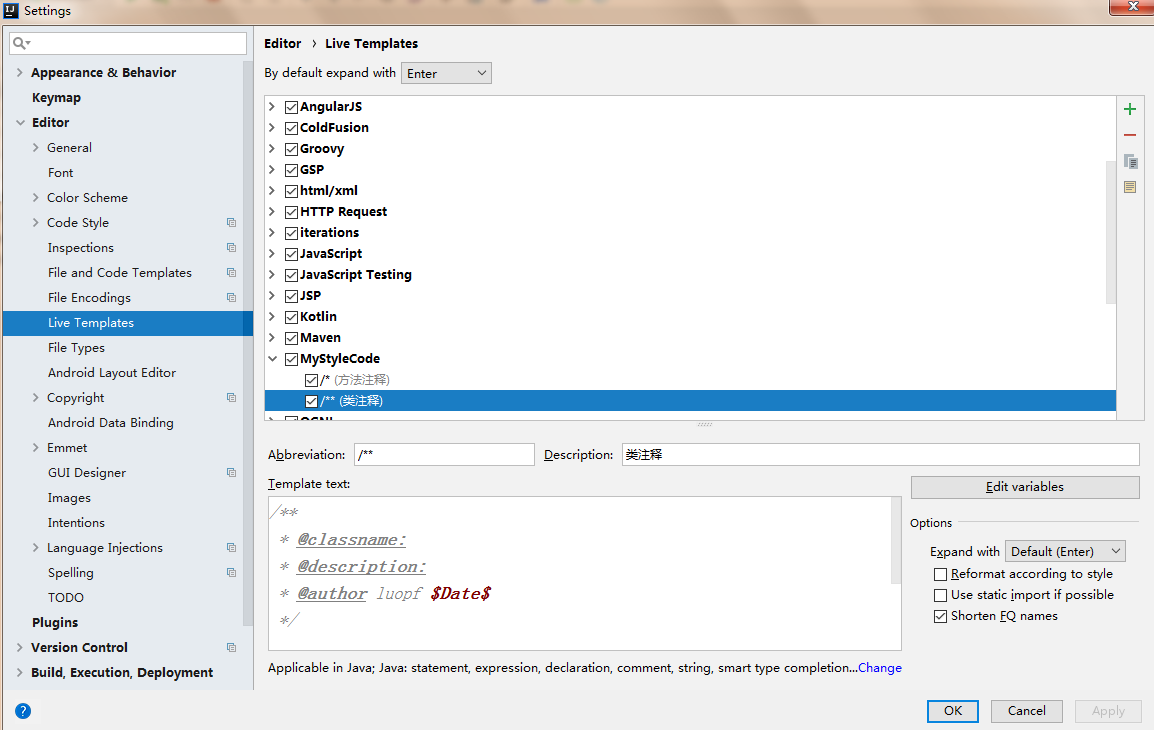 Settings
Appearance & Behavior
Keymap
Editor
General
Font
Color Scheme
Code Style
Inspections
File and Code Templates
File Encodings
Live Templates
File Types
Android Layout Editor
Copyright
Android Data Binding
Emmet
GUI Designer
Images
Intentions
Language Injections
Spelling
TODO
Plugins
Version Control
Build, Execution, Deployment
Editor › Live Templates
By default expand with Enter
AngularJS
ColdFusion
Groovy
GSP
html/xml
HTTP Request
iterations
JavaScript
JavaScript Testing
JSP
Kotlin
Maven
MyStyleCode
/* (方法注释)
/** (类注释)
Abbreviation: /** Description: 类注释
Template text:
/**
* @classname:
* @description:
* @author luopf $Date$
*/
Edit variables
Options
Expand with Default (Enter)
Reformat according to style
Use static import if possible
Shorten FQ names
Applicable in Java; Java: statement, expression, declaration, comment, string, smart type completion...Change
? OK Cancel Apply